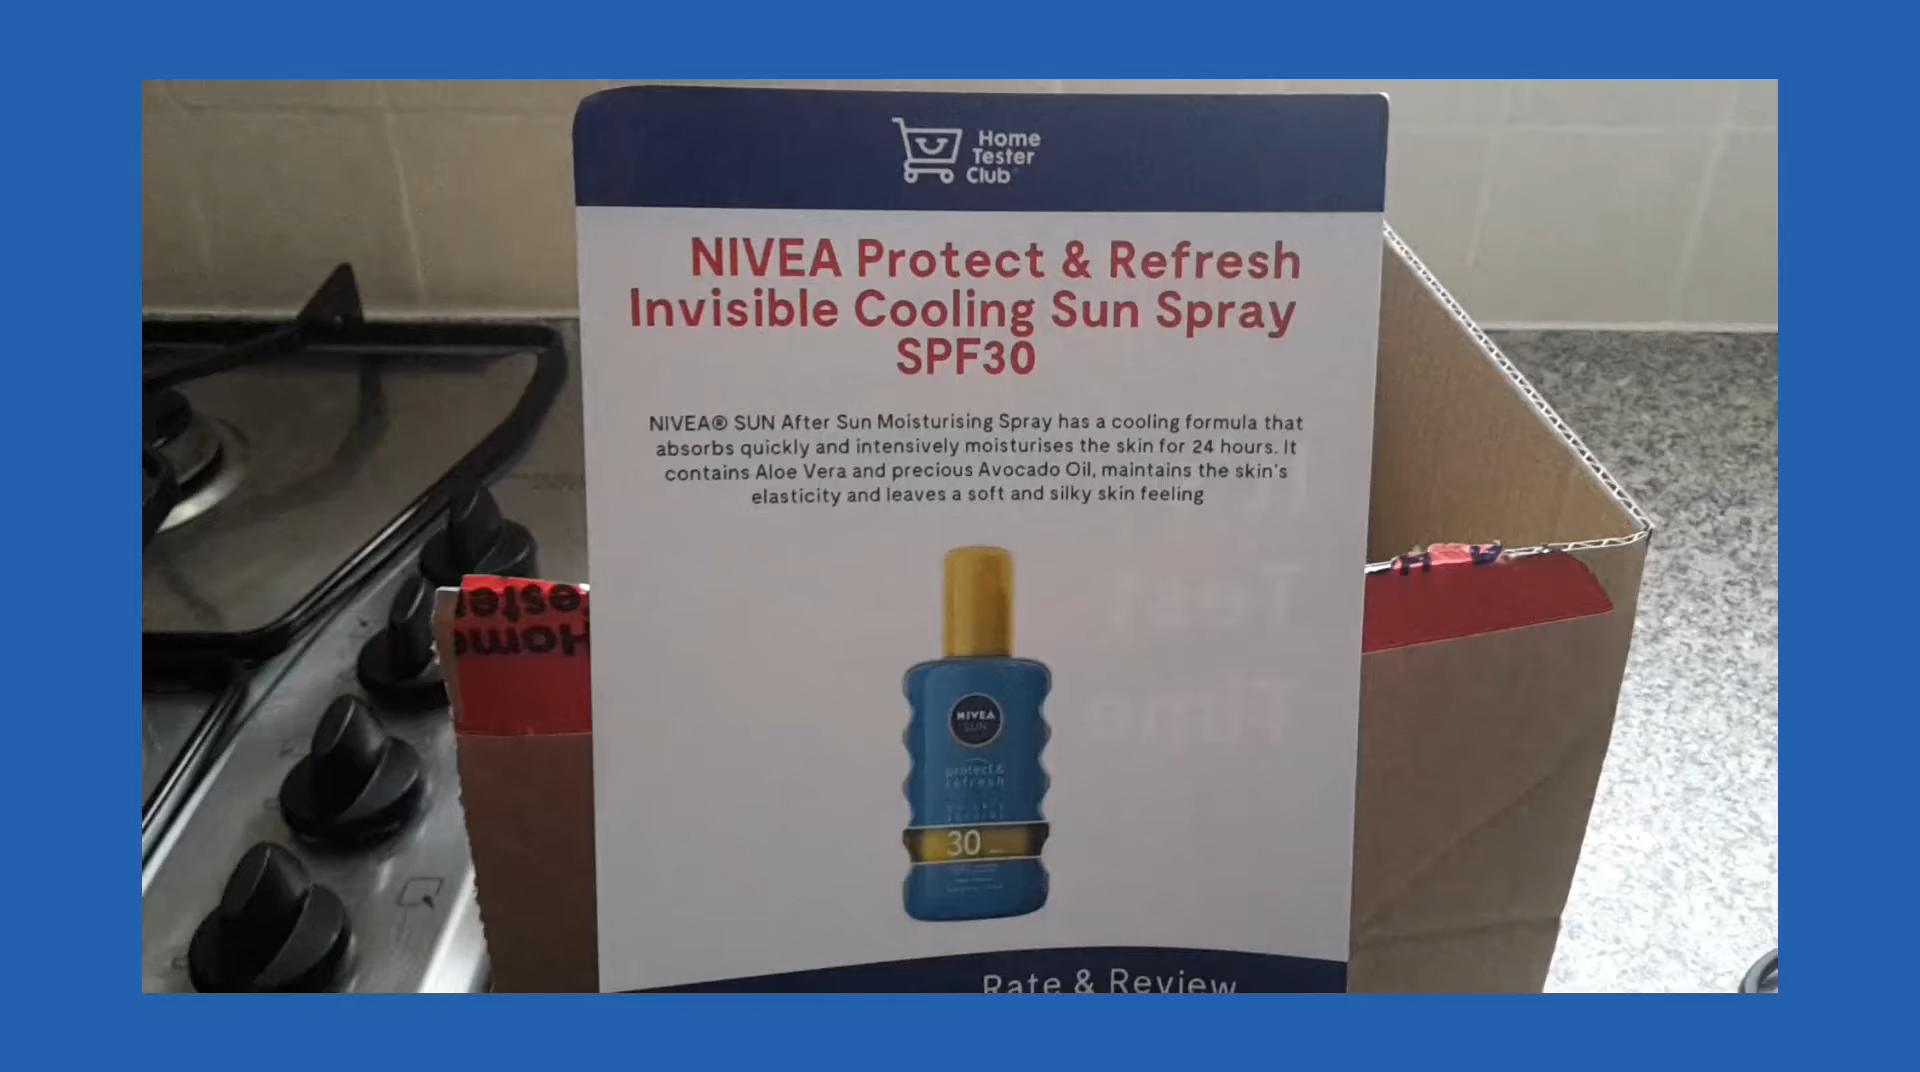 Home
Tester
Club
NIVEA Protect & Refresh
Invisible Cooling Sun Spray
SPF30
NIVEA® SUN After Sun Moisturising Spray has a cooling formula that
absorbs quickly and intensively moisturises the skin for 24 hours. It
contains Aloe Vera and precious Avocado Oil, maintains the skin's
elasticity and leaves a soft and silky skin feeling
NIVEA
SUN
protect &
refresh
30
Home
Rate & Review